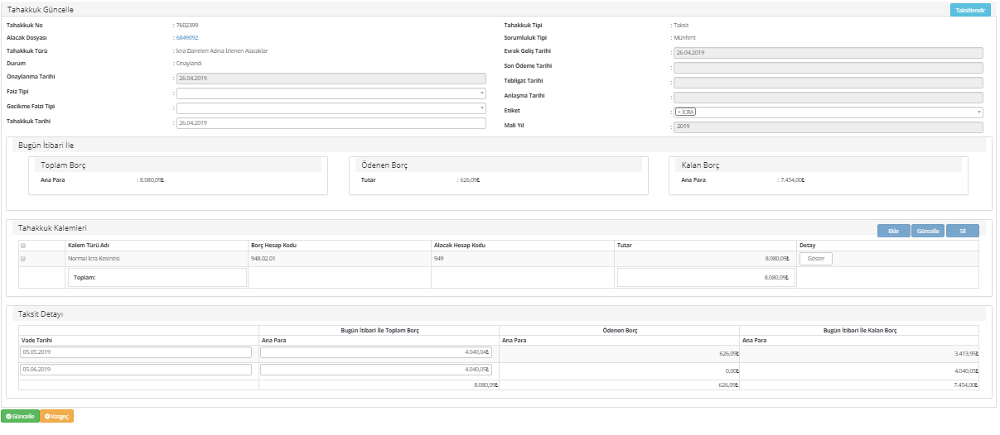 Tahakkuk Güncelle
Taksitlendir
Tahakkuk No : 7602399 Tahakkuk Tipi : Taksit
Alacak Dosyası : 6849092 Sorumluluk Tipi : Münferit
Tahakkuk Türü : İcra Daireleri Adına İzlenen Alacaklar Evrak Geliş Tarihi : 26.04.2019
Durum : Onaylandı Son Ödeme Tarihi :
Onaylanma Tarihi : 26.04.2019 Tebligat Tarihi :
Faiz Tipi : Anlaşma Tarihi :
Gecikme Faizi Tipi : Etiket : × İCRA
Tahakkuk Tarihi : 26.04.2019 Mali Yıl : 2019
Bugün İtibari İle
Toplam Borç Ödenen Borç Kalan Borç
Ana Para : 8.080,09₺ Tutar : 626,09₺ Ana Para : 7.454,00₺
Tahakkuk Kalemleri
Ekle Güncelle Sil
Kalem Türü Adı Borç Hesap Kodu Alacak Hesap Kodu Tutar Detay
Normal İcra Kesintisi 948.02.01 949 8.080,09₺ Göster
Toplam: 8.080,09₺
Taksit Detayı
Bugün İtibari İle Toplam Borç Ödenen Borç Bugün İtibari İle Kalan Borç
Vade Tarihi Ana Para Ana Para Ana Para
05.05.2019 4.040,04₺ 626,09₺ 3.413,95₺
05.06.2019 4.040,05₺ 0,00₺ 4.040,05₺
8.080,09₺ 626,09₺ 7.454,00₺
Güncelle Vazgeç